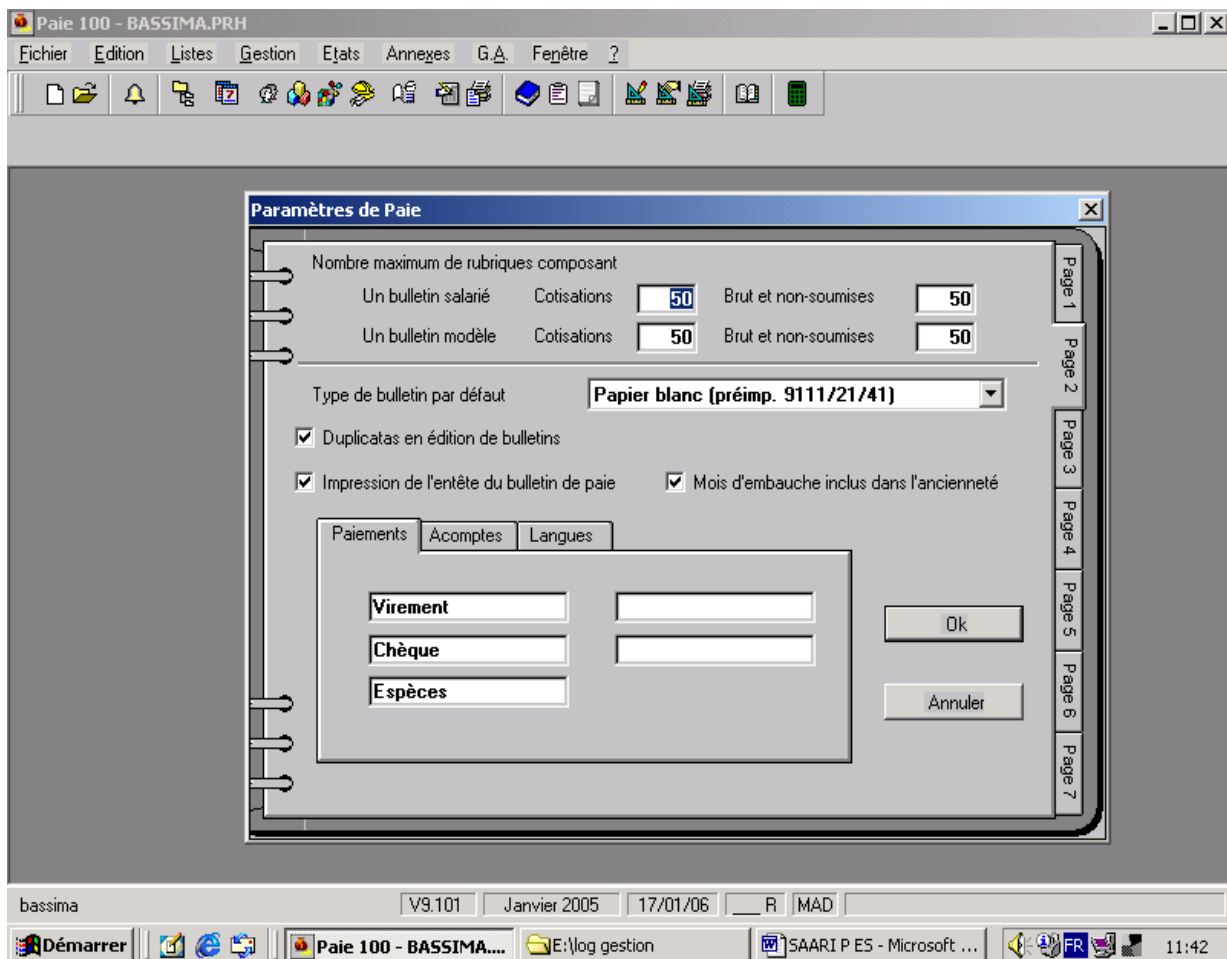 Paie 100 - BASSIMA.PRH
Fichier Edition Listes Gestion Etats Annexes G.A. Fenêtre ?
Paramètres de Paie
Nombre maximum de rubriques composant
Un bulletin salarié Cotisations 50 Brut et non-soumises 50
Un bulletin modèle Cotisations 50 Brut et non-soumises 50
Type de bulletin par défaut Papier blanc (préimp. 9111/21/41)
Duplicatas en édition de bulletins
Impression de l'entête du bulletin de paie Mois d'embauche inclus dans l'ancienneté
Paiements Acomptes Langues
Virement
Chèque
Espèces
Ok
Annuler
Page 1
Page 2
Page 3
Page 4
Page 5
Page 6
Page 7
bassima V9.101 Janvier 2005 17/01/06 ___ R MAD
Démarrer Paie 100 - BASSIMA.... E:\log gestion SAARI P ES - Microsoft ... FR 11:42